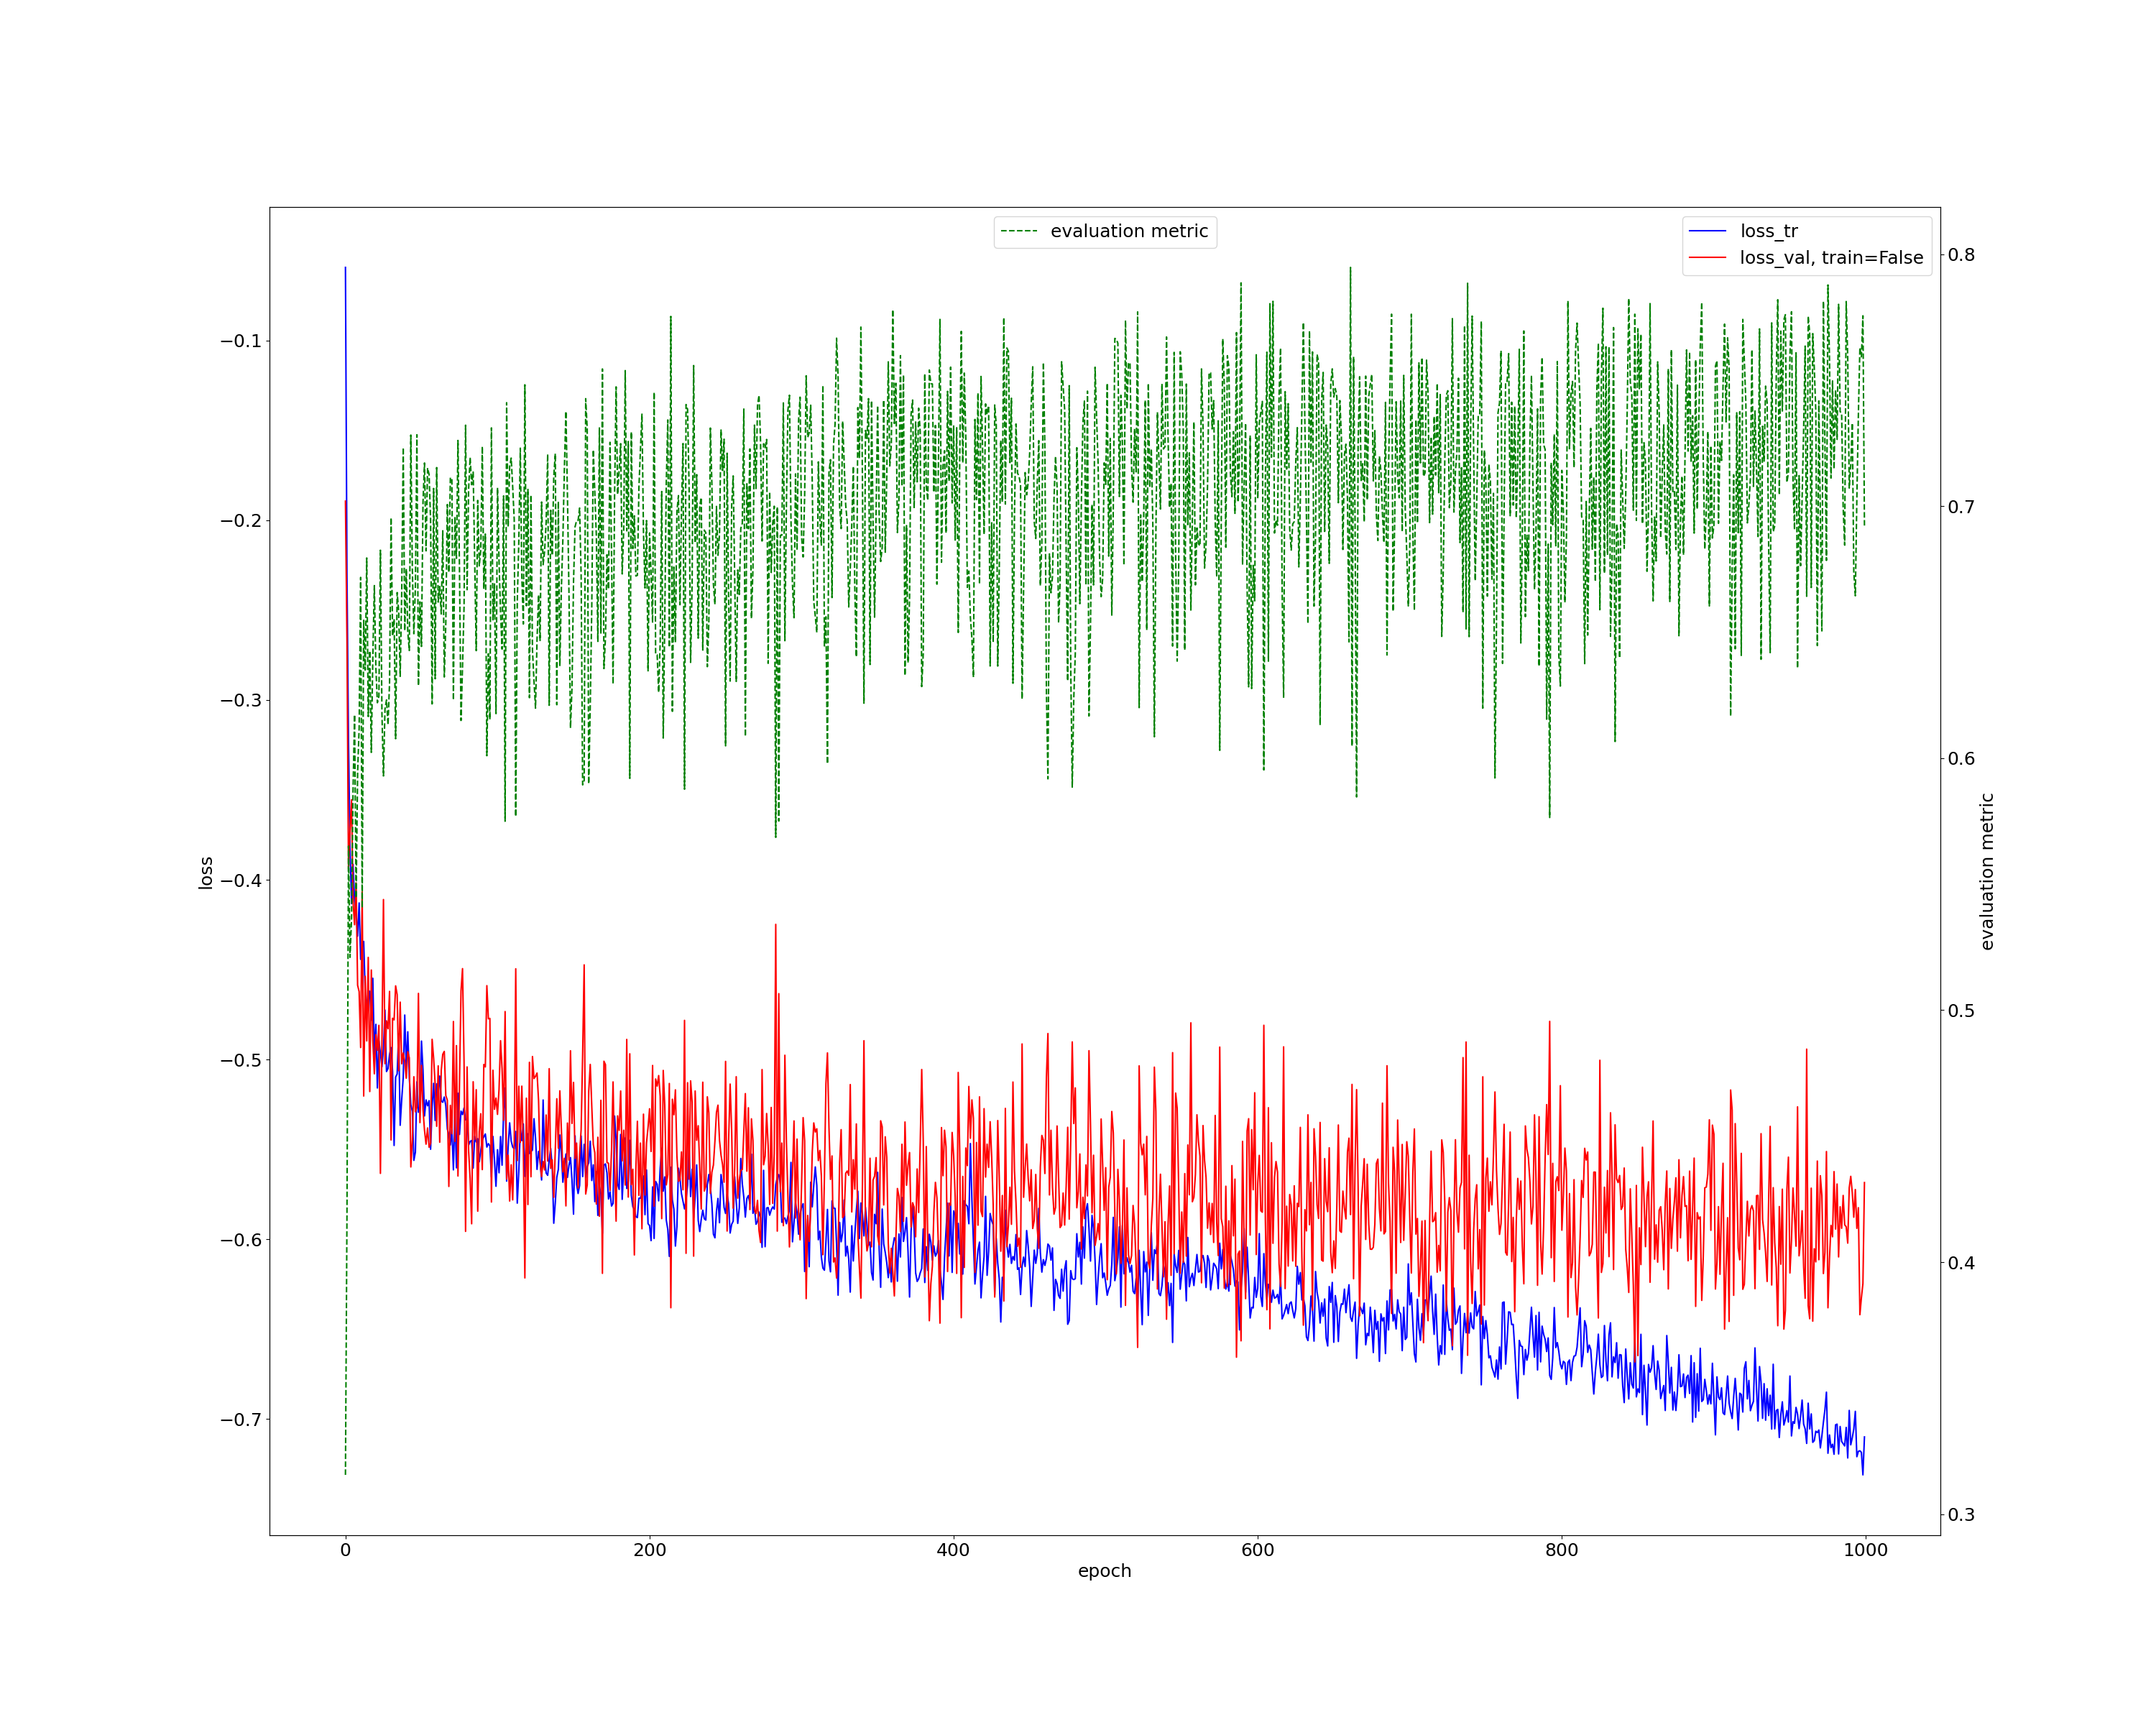 evaluation metric
loss_tr
loss_val, train=False
−0.1
−0.2
−0.3
−0.4
−0.5
−0.6
−0.7
loss
0.8
0.7
0.6
0.5
0.4
0.3
evaluation metric
0 200 400 600 800 1000
epoch